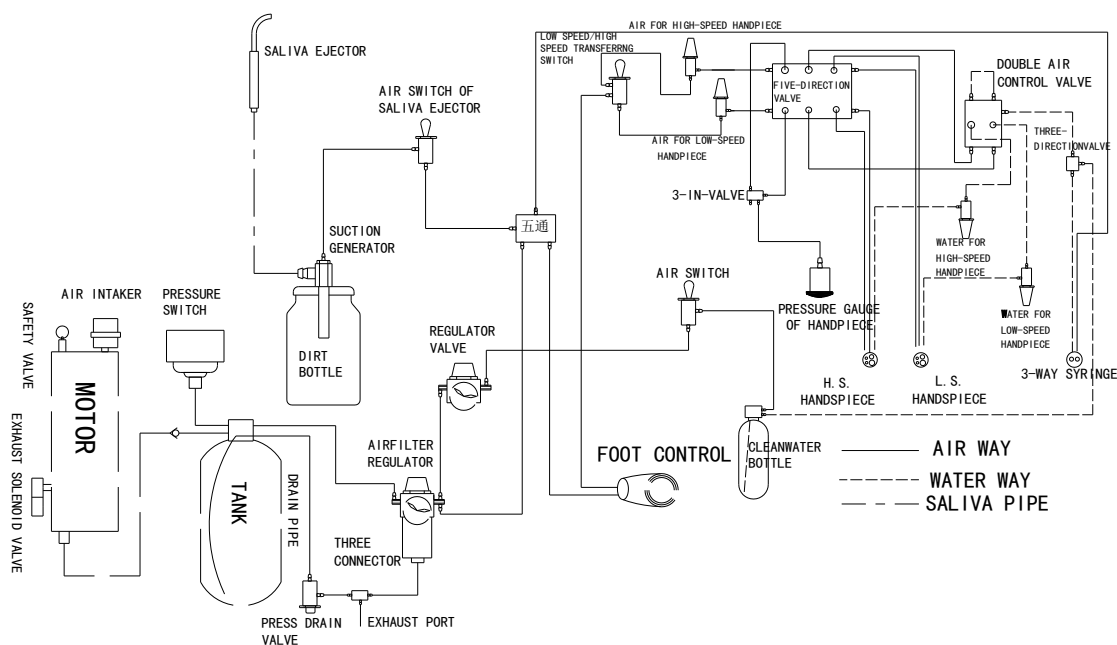 AIR FOR HIGH-SPEED HANDPIECE
LOW SPEED/HIGH
SPEED TRANSFERRNG
SWITCH
SALIVA EJECTOR
DOUBLE AIR
CONTROL VALVE
AIR SWITCH OF
SALIVA EJECTOR
FIVE-DIRECTION
VALVE
AIR FOR LOW-SPEED
HANDPIECE
THREE-
DIRECTIONVALVE
3-IN-VALVE
SUCTION
GENERATOR
五通
WATER FOR
HIGH-SPEED
HANDPIECE
AIR SWITCH
AIR INTAKER
PRESSURE
SWITCH
SAFETY VALVE
PRESSURE GAUGE
OF HANDPIECE
WATER FOR
LOW-SPEED
HANDPIECE
REGULATOR
VALVE
DIRT
BOTTLE
3-WAY SYRINGE
H.S.
HANDSPIECE
L.S.
HANDSPIECE
MOTOR
EXHAUST SOLENOID VALVE
AIRFILTER
REGULATOR
FOOT CONTROL
CLEANWATER
BOTTLE
AIR WAY
WATER WAY
SALIVA PIPE
TANK
DRAIN PIPE
THREE
CONNECTOR
PRESS DRAIN
VALVE
EXHAUST PORT